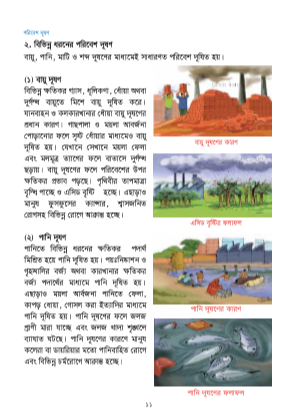 পরিবেশ দূষণ
২. বিভিন্ন ধরনের পরিবেশ দূষণ
বায়ু, পানি, মাটি ও শব্দ দূষণের মাধ্যমেই সাধারণত পরিবেশ দূষিত হয়।
(১) বায়ু দূষণ
বিভিন্ন ক্ষতিকর গ্যাস, ধূলিকণা, ধোঁয়া অথবা
দুর্গন্ধ বায়ুতে মিশে বায়ু দূষিত করে।
যানবাহন ও কলকারখানার ধোঁয়া বায়ু দূষণের
প্রধান কারণ। গাছপালা ও ময়লা আবর্জনা
পোড়ানোর ফলে সৃষ্ট ধোঁয়ার মাধ্যমেও বায়ু
দূষিত হয়। যেখানে সেখানে ময়লা ফেলা
এবং মলমূত্র ত্যাগের ফলে বাতাসে দুর্গন্ধ
ছড়ায়। বায়ু দূষণের ফলে পরিবেশের উপর
ক্ষতিকর প্রভাব পড়ছে। পৃথিবীর তাপমাত্রা
বৃদ্ধি পাচ্ছে ও এসিড বৃষ্টি হচ্ছে। এছাড়াও
মানুষ ফুসফুসের ক্যান্সার, শ্বাসজনিত
রোগসহ বিভিন্ন রোগে আক্রান্ত হচ্ছে।
বায়ু দূষণের কারণ
এসিড বৃষ্টির ফলাফল
(২) পানি দূষণ
পানিতে বিভিন্ন ধরনের ক্ষতিকর পদার্থ
মিশ্রিত হয়ে পানি দূষিত হয়। পয়ঃনিষ্কাশন ও
গৃহস্থালির বর্জ্য অথবা কারখানার ক্ষতিকর
বর্জ্য পদার্থের মাধ্যমে পানি দূষিত হয়।
এছাড়াও ময়লা আর্বজনা পানিতে ফেলা,
কাপড় ধোয়া, গোসল করা ইত্যাদির মাধ্যমে
পানি দূষিত হয়। পানি দূষণের ফলে জলজ
প্রাণী মারা যাচ্ছে এবং জলজ খাদ্য শৃঙ্খলে
ব্যাঘাত ঘটছে। পানি দূষণের কারণে মানুষ
কলেরা বা ডায়রিয়ার মতো পানিবাহিত রোগে
এবং বিভিন্ন চর্মরোগে আক্রান্ত হচ্ছে।
পানি দূষণের কারণ
পানি দূষণের ফলাফল
১১